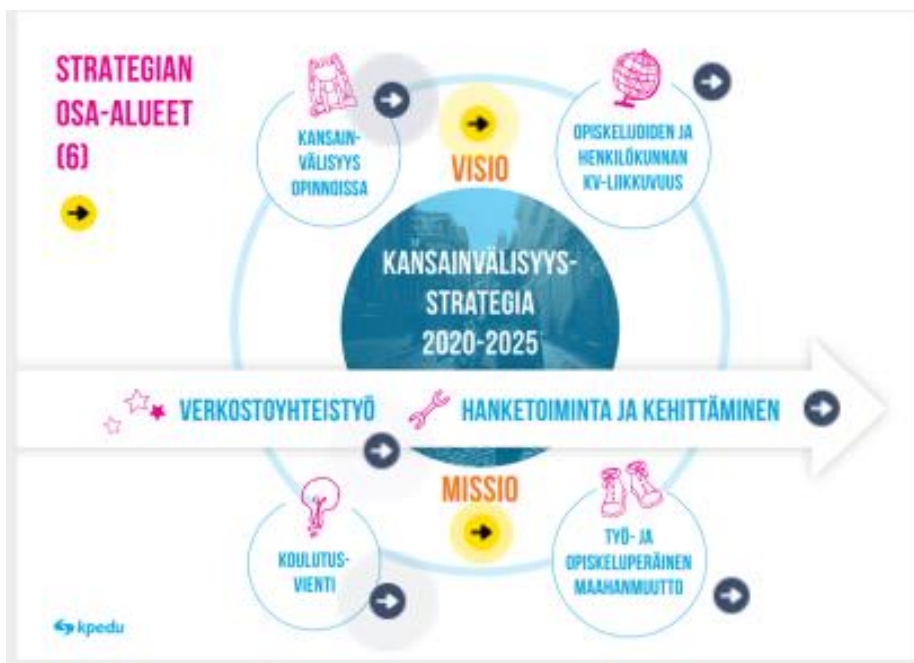 STRATEGIAN
OSA-ALUEET
(6)
KANSAIN-
VÄLISYYS
OPINNOISSA
VISIO
OPISKELUOIDEN JA
HENKILÖKUNNAN
KV-LIIKKUVUUS
KANSAINVÄLISYYS-
STRATEGIA
2020-2025
VERKOSTOYHTEISTYÖ
HANKETOIMINTA JA KEHITTÄMINEN
MISSIO
KOULUTUS-
VIENTI
TYÖ- JA
OPISKELUPERÄINEN
MAAHANMUUTTO
kpedu